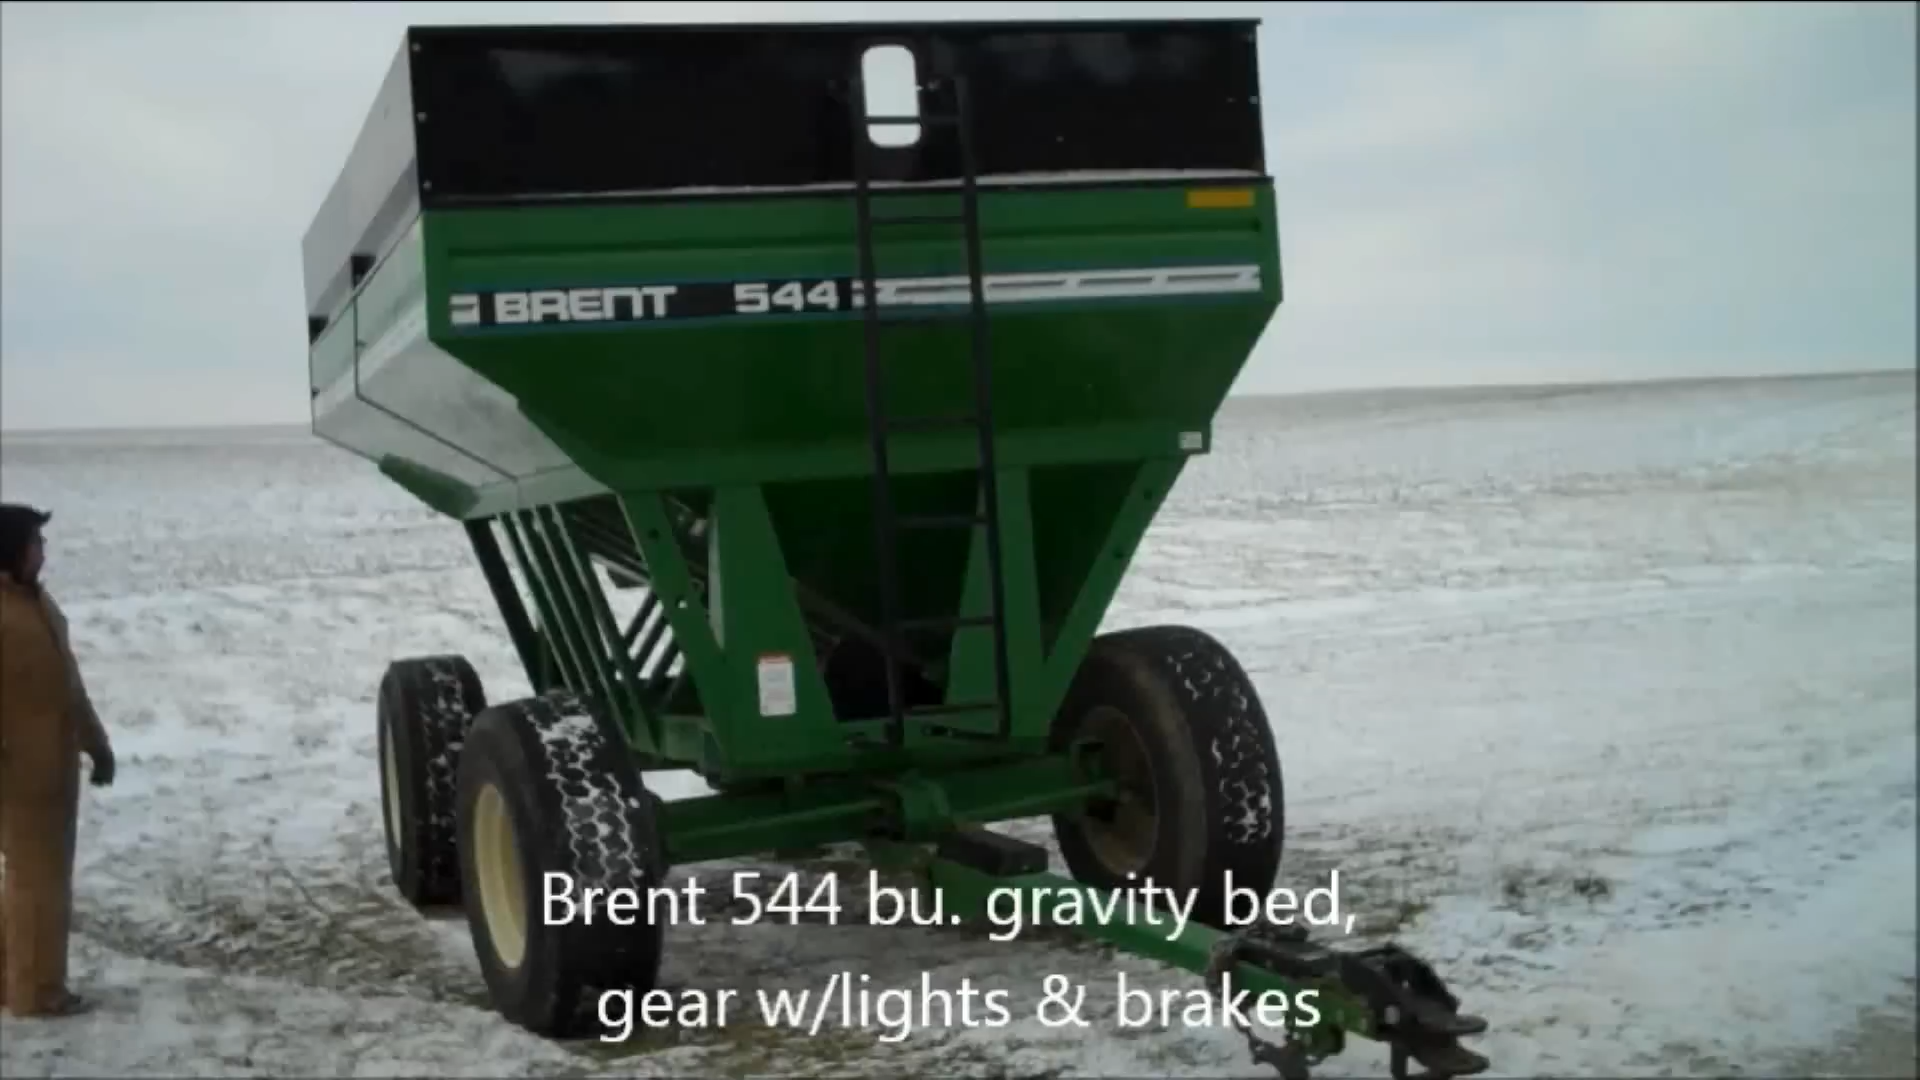 BRENT 544
Brent 544 bu. gravity bed,
gear w/lights & brakes